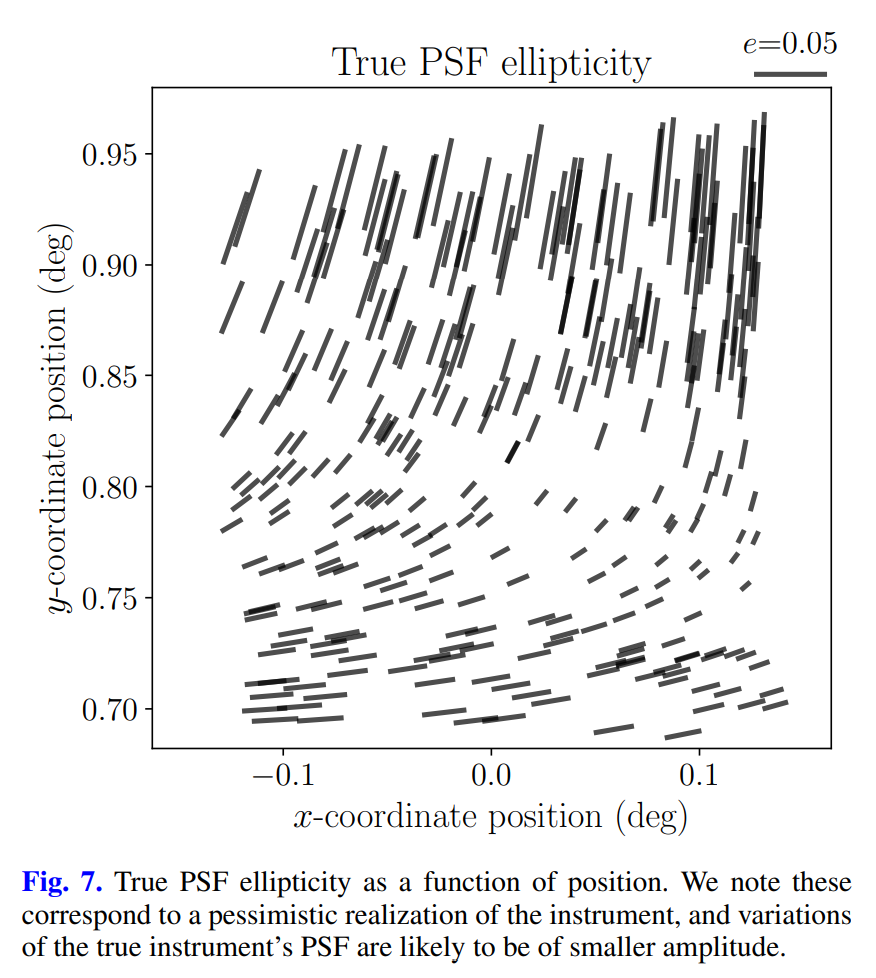 e=0.05
True PSF ellipticity
0.95
0.90
0.85
0.80
0.75
0.70
y-coordinate position (deg)
−0.1
0.0
0.1
x-coordinate position (deg)
Fig. 7. True PSF ellipticity as a function of position. We note these
correspond to a pessimistic realization of the instrument, and variations
of the true instrument's PSF are likely to be of smaller amplitude.